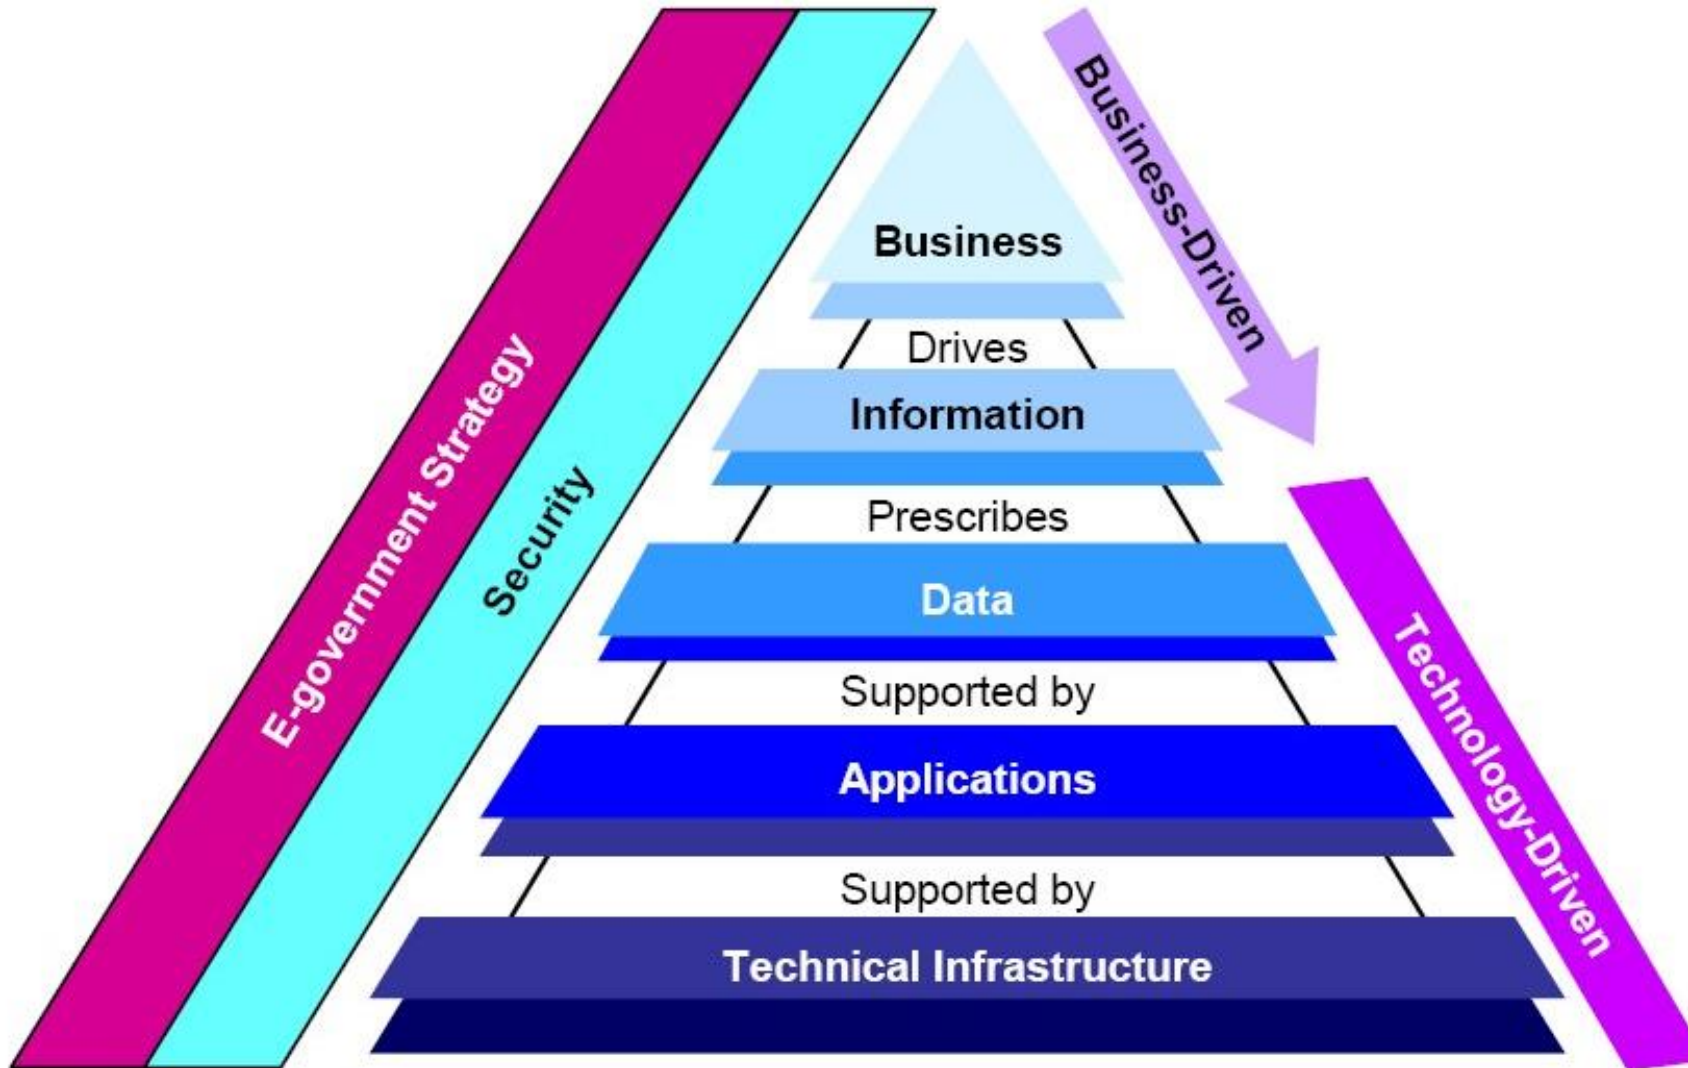 E-government Strategy
Security
Business
Drives
Information
Prescribes
Data
Supported by
Applications
Supported by
Technical Infrastructure
Business-Driven
Technology-Driven